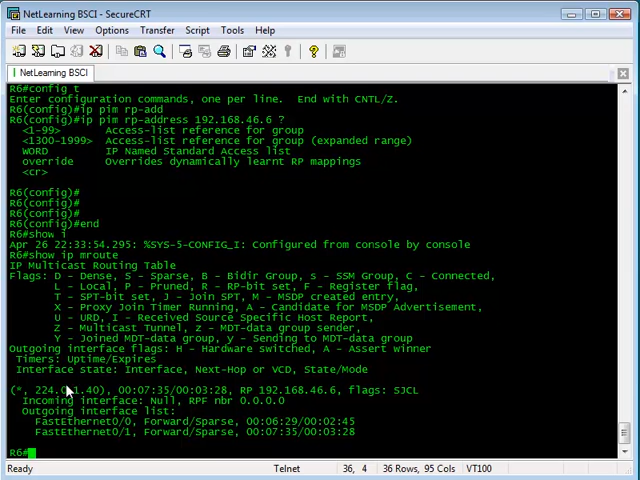 NetLearning BSCI - SecureCRT
File Edit View Options Transfer Script Tools Help
NetLearning BSCI
R6#config t
Enter configuration commands, one per line.  End with CNTL/Z.
R6(config)#ip pim rp-add
R6(config)#ip pim rp-address 192.168.46.6 ?
<1-99> Access-list reference for group
<1300-1999> Access-list reference for group (expanded range)
WORD IP Named Standard Access list
override Overrides dynamically learnt RP mappings
<cr>
R6(config)#
R6(config)#
R6(config)#
R6(config)#end
R6#show i
Apr 26 22:33:54.295: %SYS-5-CONFIG_I: Configured from console by console
R6#show ip mroute
IP Multicast Routing Table
Flags: D - Dense, S - Sparse, B - Bidir Group, s - SSM Group, C - Connected,
L - Local, P - Pruned, R - RP-bit set, F - Register flag,
T - SPT-bit set, J - Join SPT, M - MSDP created entry,
X - Proxy Join Timer Running, A - Candidate for MSDP Advertisement,
U - URD, I - Received Source Specific Host Report,
Z - Multicast Tunnel, z - MDT-data group sender,
Y - Joined MDT-data group, y - Sending to MDT-data group
Outgoing interface flags: H - Hardware switched, A - Assert winner
Timers: Uptime/Expires
Interface state: Interface, Next-Hop or VCD, State/Mode
(*, 224.0.1.40), 00:07:35/00:03:28, RP 192.168.46.6, flags: SJCL
Incoming interface: Null, RPF nbr 0.0.0.0
Outgoing interface list:
FastEthernet0/0, Forward/Sparse, 00:06:29/00:02:45
FastEthernet0/1, Forward/Sparse, 00:07:35/00:03:28
R6#
Ready Telnet 36, 4 36 Rows, 95 Cols VT100